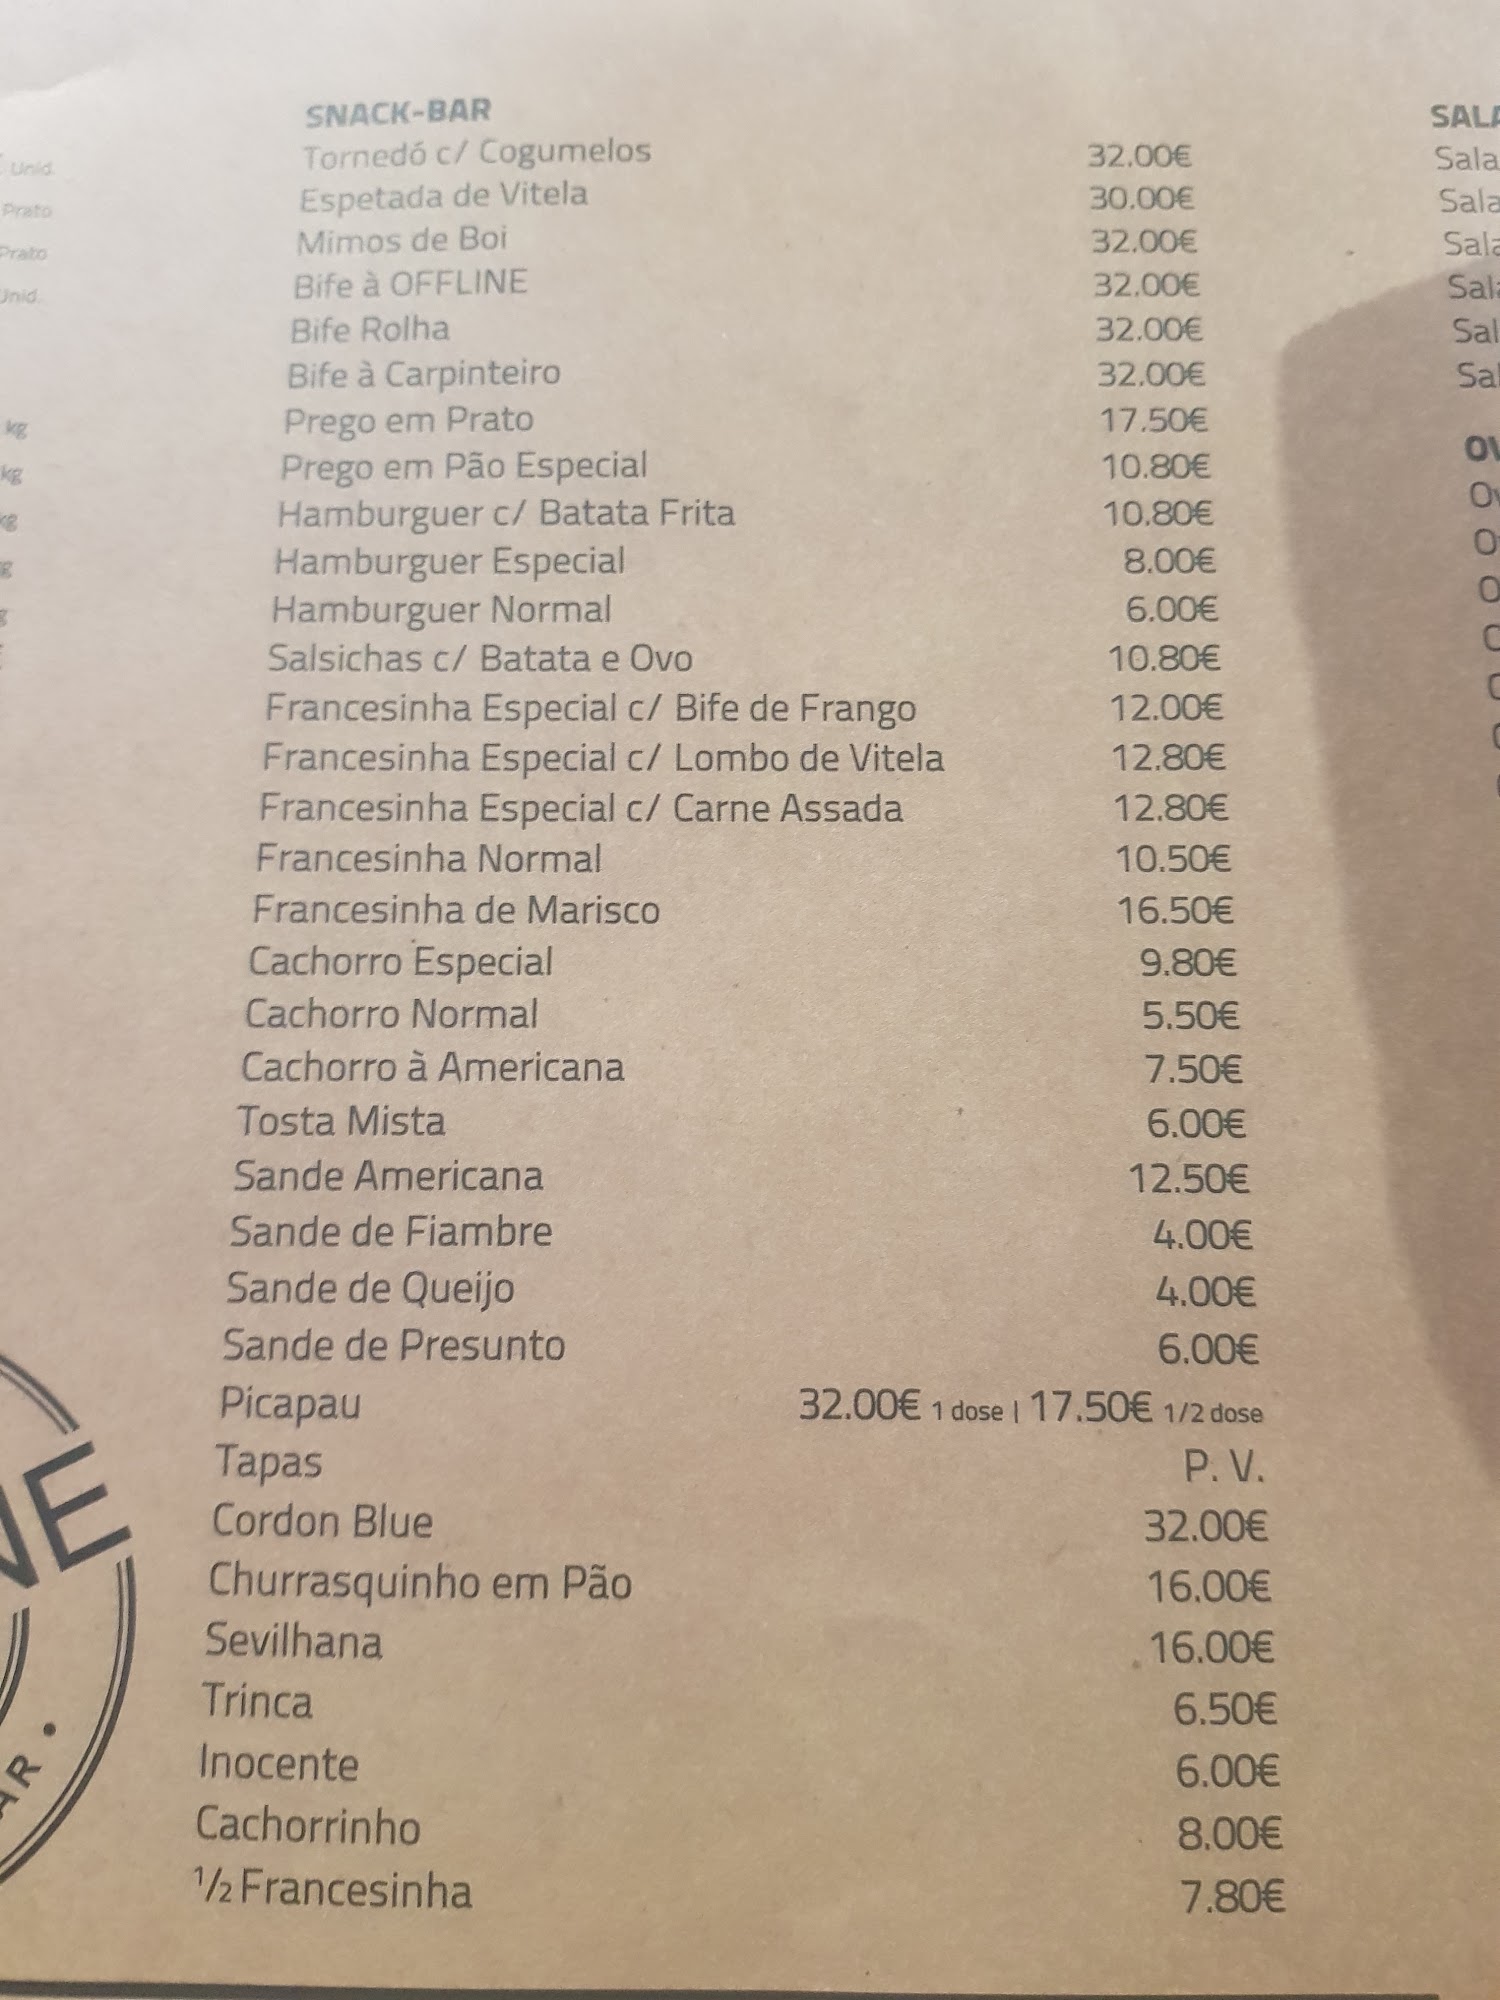 Unid.
Prato
Prato
Unid.
kg
kg
kg
SNACK-BAR
Tornedó c/ Cogumelos 32.00€
Espetada de Vitela 30.00€
Mimos de Boi 32.00€
Bife à OFFLINE 32.00€
Bife Rolha 32.00€
Bife à Carpinteiro 32.00€
Prego em Prato 17.50€
Prego em Pão Especial 10.80€
Hamburguer c/ Batata Frita 10.80€
Hamburguer Especial 8.00€
Hamburguer Normal 6.00€
Salsichas c/ Batata e Ovo 10.80€
Francesinha Especial c/ Bife de Frango 12.00€
Francesinha Especial c/ Lombo de Vitela 12.80€
Francesinha Especial c/ Carne Assada 12.80€
Francesinha Normal 10.50€
Francesinha de Marisco 16.50€
Cachorro Especial 9.80€
Cachorro Normal 5.50€
Cachorro à Americana 7.50€
Tosta Mista 6.00€
Sande Americana 12.50€
Sande de Fiambre 4.00€
Sande de Queijo 4.00€
Sande de Presunto 6.00€
Picapau 32.00€ 1 dose | 17.50€ 1/2 dose
Tapas P. V.
Cordon Blue 32.00€
Churrasquinho em Pão 16.00€
Sevilhana 16.00€
Trinca 6.50€
Inocente 6.00€
Cachorrinho 8.00€
½ Francesinha 7.80€